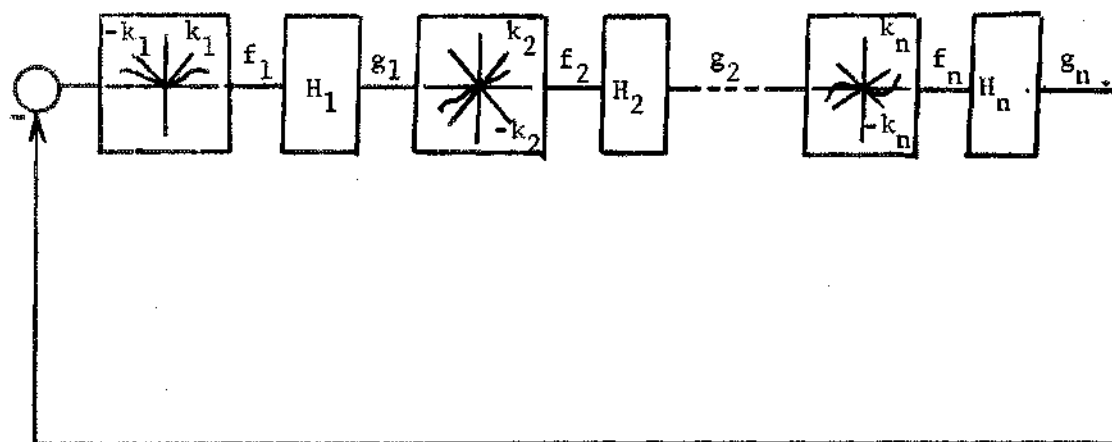 -k₁ k₁ f₁ H₁ g₁ k₂ -k₂ f₂ H₂ g₂ kₙ -kₙ fₙ Hₙ gₙ
-